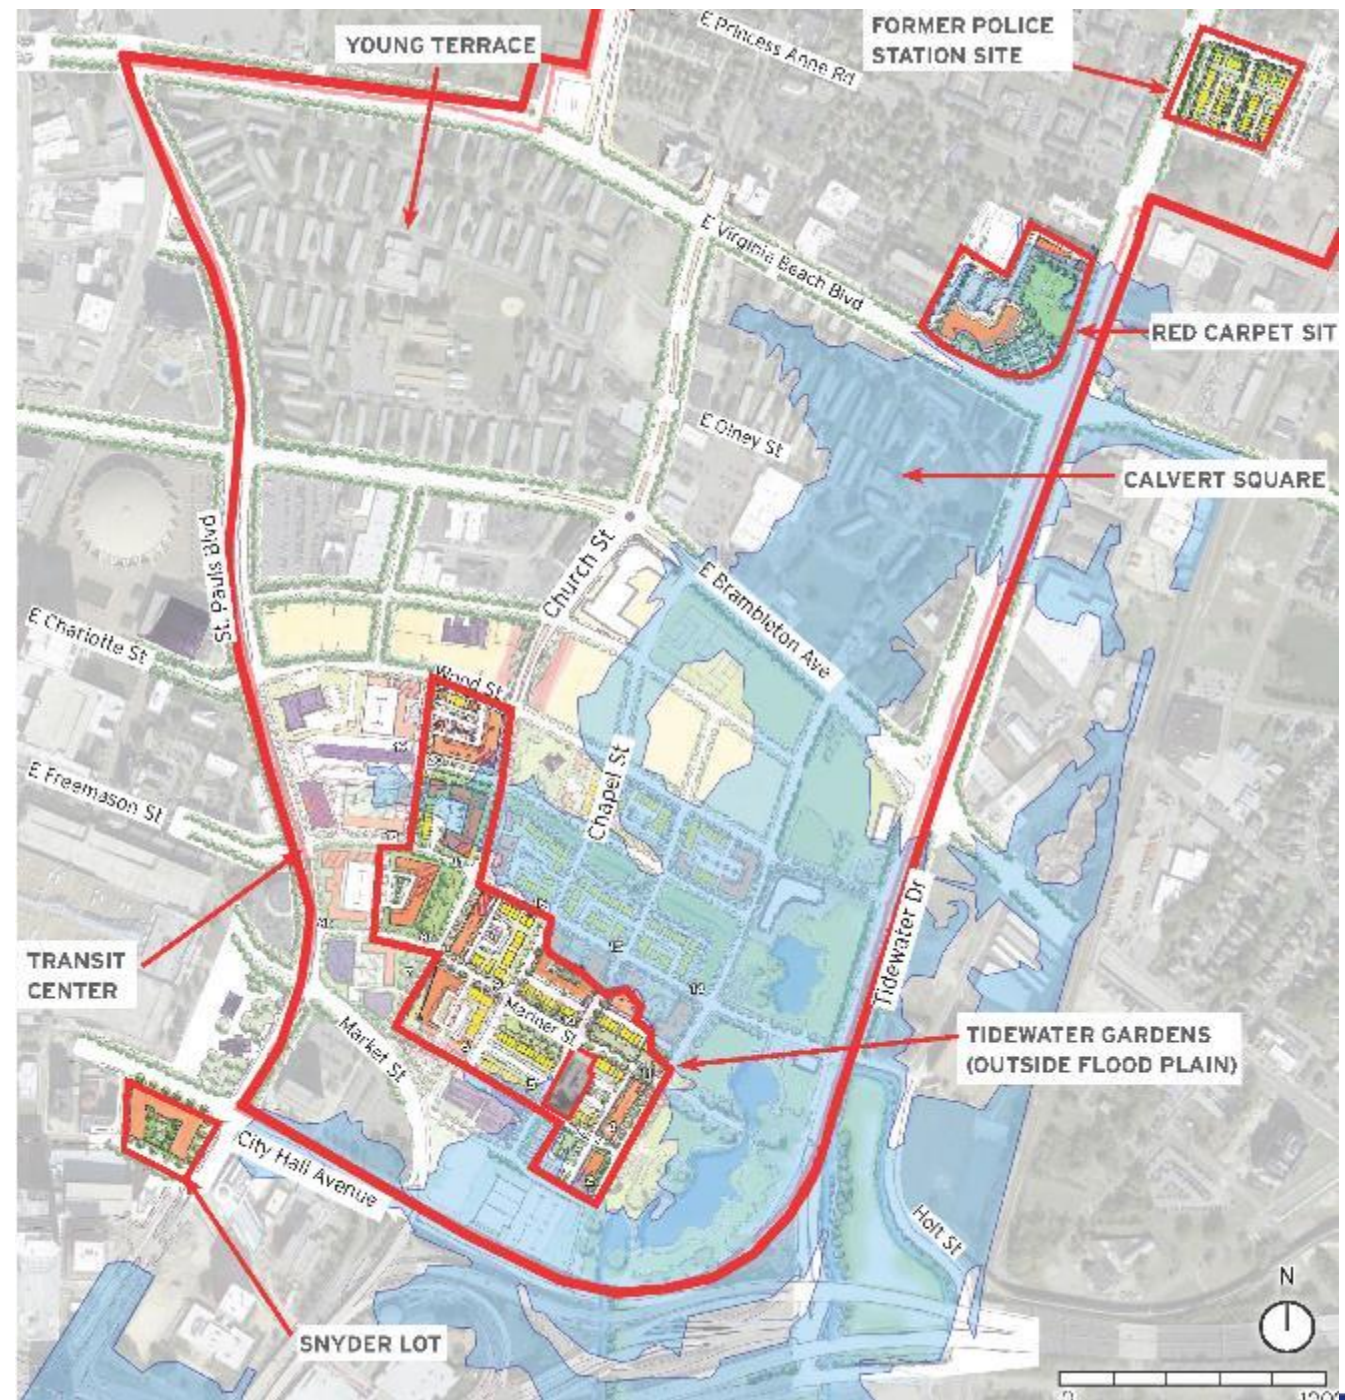 YOUNG TERRACE
E Princess Anne Rd
FORMER POLICE
STATION SITE
E Virginia Beach Blvd
RED CARPET SIT
E Olney St
CALVERT SQUARE
St. Pauls Blvd
Church St
E Brambleton Ave
E Charlotte St
Wood St
Chapel St
E Freemason St
Tidewater Dr
TRANSIT
CENTER
Mariner St
Market St
TIDEWATER GARDENS
(OUTSIDE FLOOD PLAIN)
City Hall Avenue
Holt St
N
SNYDER LOT